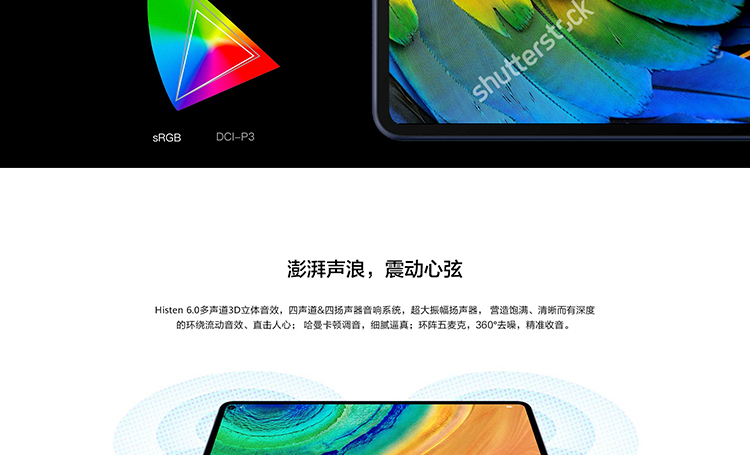 shutterstock
sRGB DCI-P3
澎湃声浪，震动心弦
Histen 6.0多声道3D立体音效，四声道&四扬声器音响系统，超大振幅扬声器， 营造饱满、清晰而有深度
的环绕流动音效、直击人心； 哈曼卡顿调音，细腻逼真；环阵五麦克，360°去噪，精准收音。